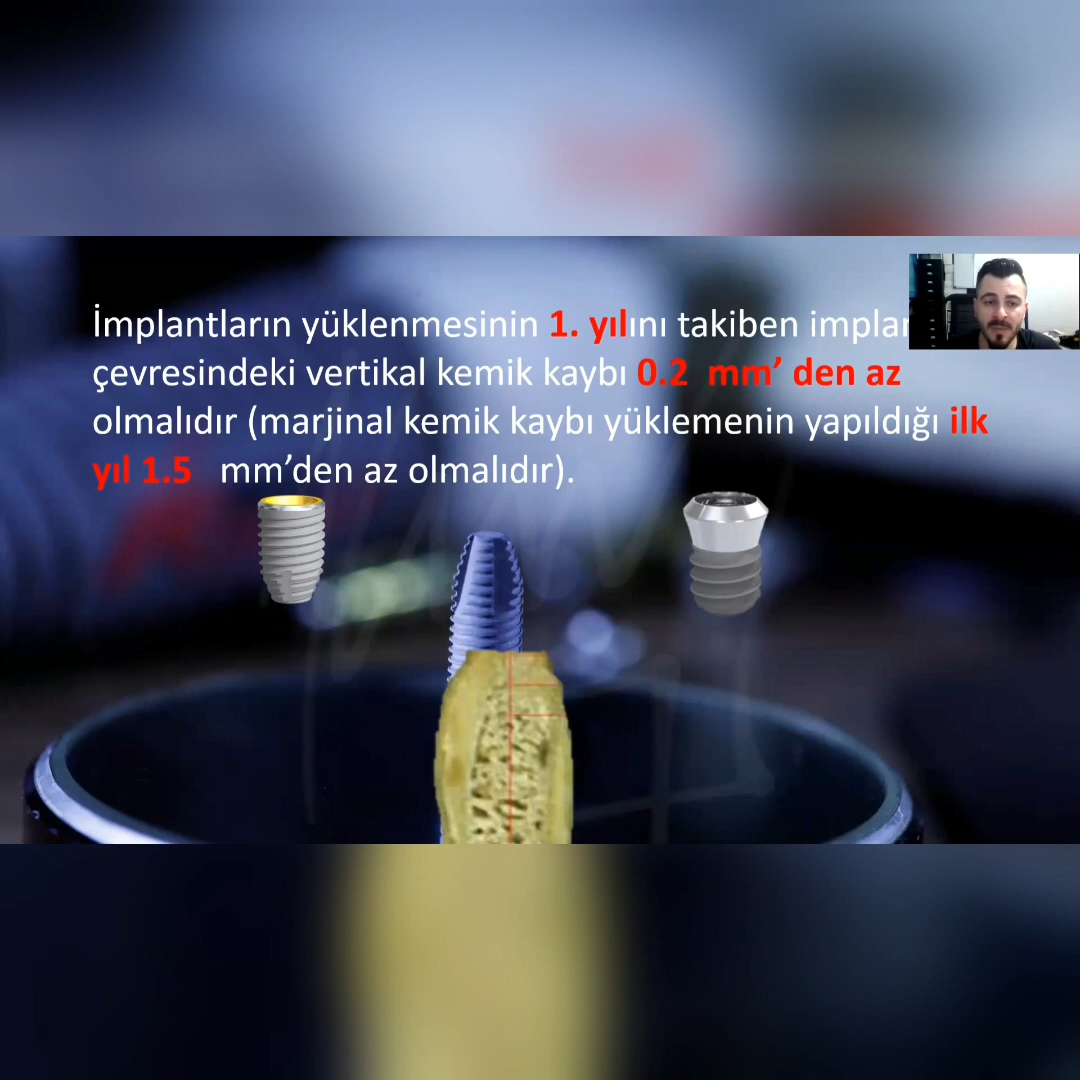 İmplantların yüklenmesinin 1. yılını takiben
çevresindeki vertikal kemik kaybı 0.2 mm’ den az
olmalıdır (marjinal kemik kaybı yüklemenin yapıldığı ilk
yıl 1.5 mm’den az olmalıdır).